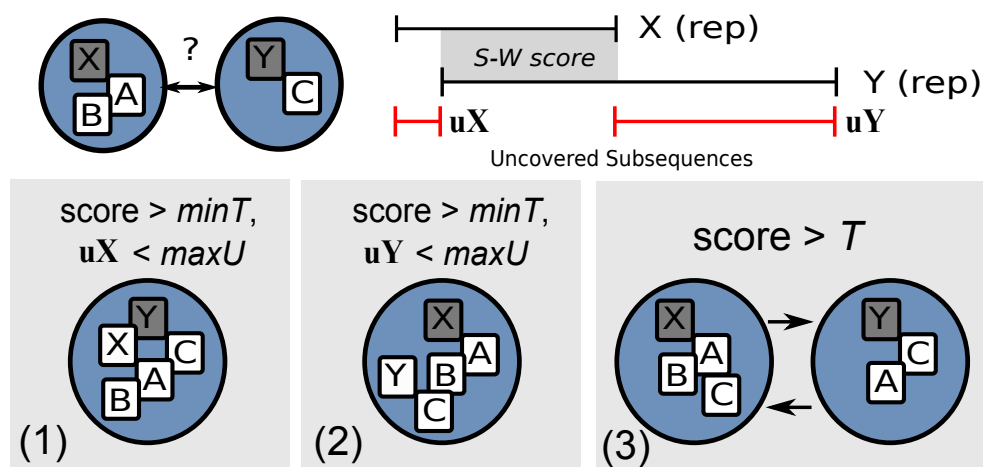 X
?
Y
A
B
C
X (rep)
S-W score
Y (rep)
uX
uY
Uncovered Subsequences
score > minT,
uX < maxU
Y
X
C
A
B
(1)
score > minT,
uY < maxU
X
A
Y
B
C
(2)
score > T
X
Y
A
C
B
C
A
(3)